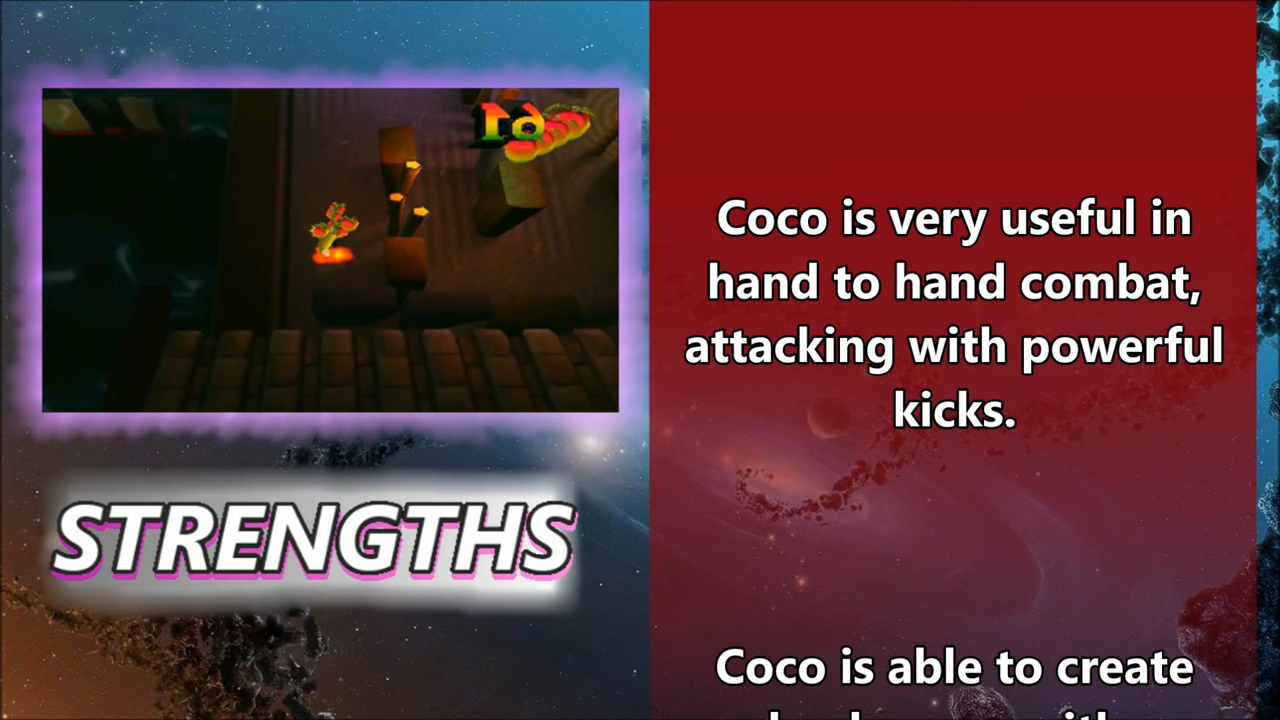 16
STRENGTHS
Coco is very useful in
hand to hand combat,
attacking with powerful
kicks.
Coco is able to create